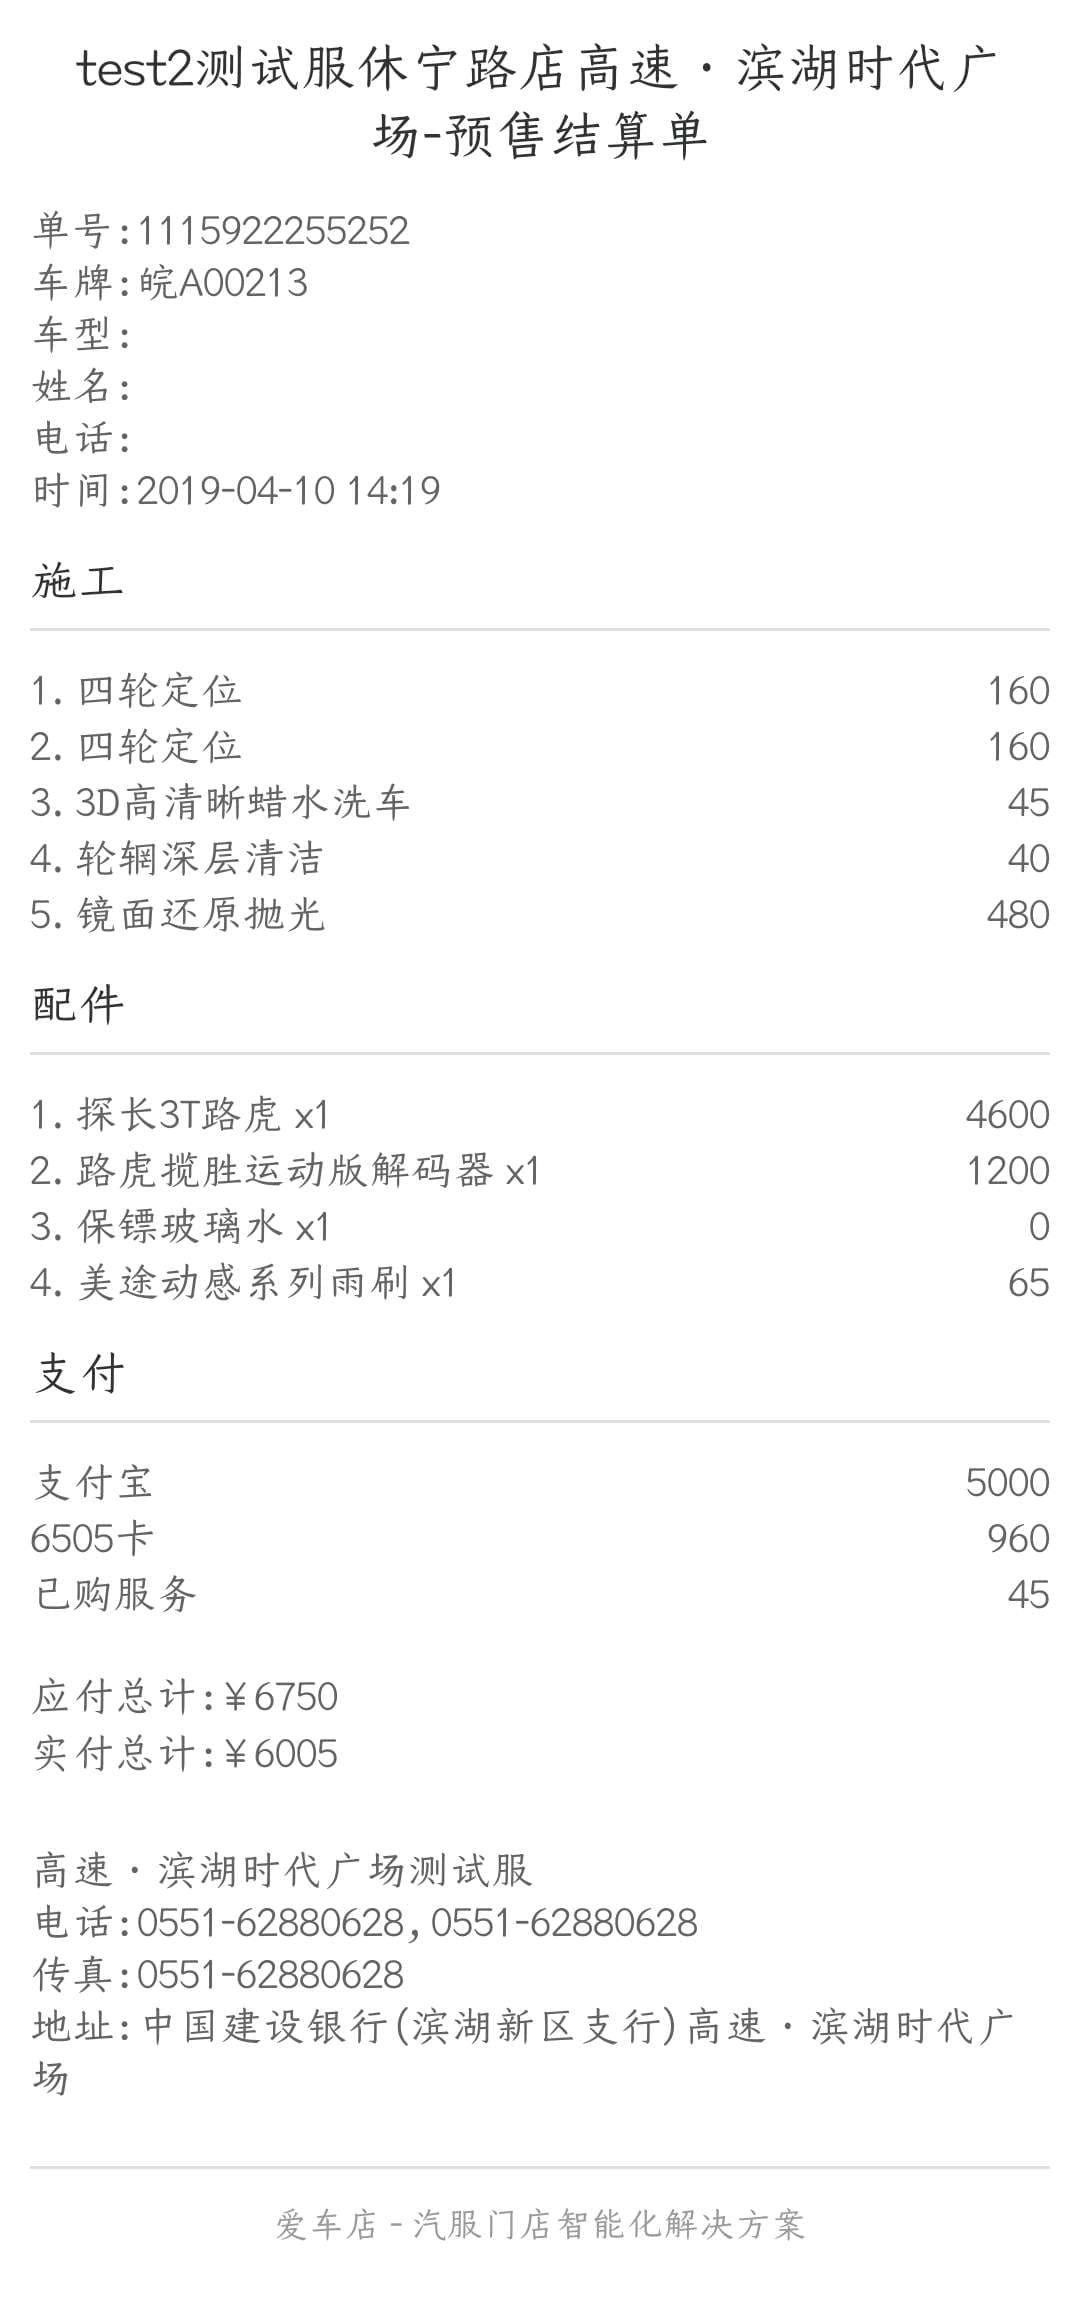 test2测试服休宁路店高速·滨湖时代广
场-预售结算单
单号:1115922255252
车牌:皖A00213
车型:
姓名:
电话:
时间:2019-04-10 14:19
施工
1. 四轮定位 160
2. 四轮定位 160
3. 3D高清晰蜡水洗车 45
4. 轮辋深层清洁 40
5. 镜面还原抛光 480
配件
1. 探长3T路虎 x1 4600
2. 路虎揽胜运动版解码器 x1 1200
3. 保镖玻璃水 x1 0
4. 美途动感系列雨刷 x1 65
支付
支付宝 5000
6505卡 960
已购服务 45
应付总计:¥6750
实付总计:¥6005
高速·滨湖时代广场测试服
电话:0551-62880628,0551-62880628
传真:0551-62880628
地址:中国建设银行(滨湖新区支行)高速·滨湖时代广
场
爱车店-汽服门店智能化解决方案